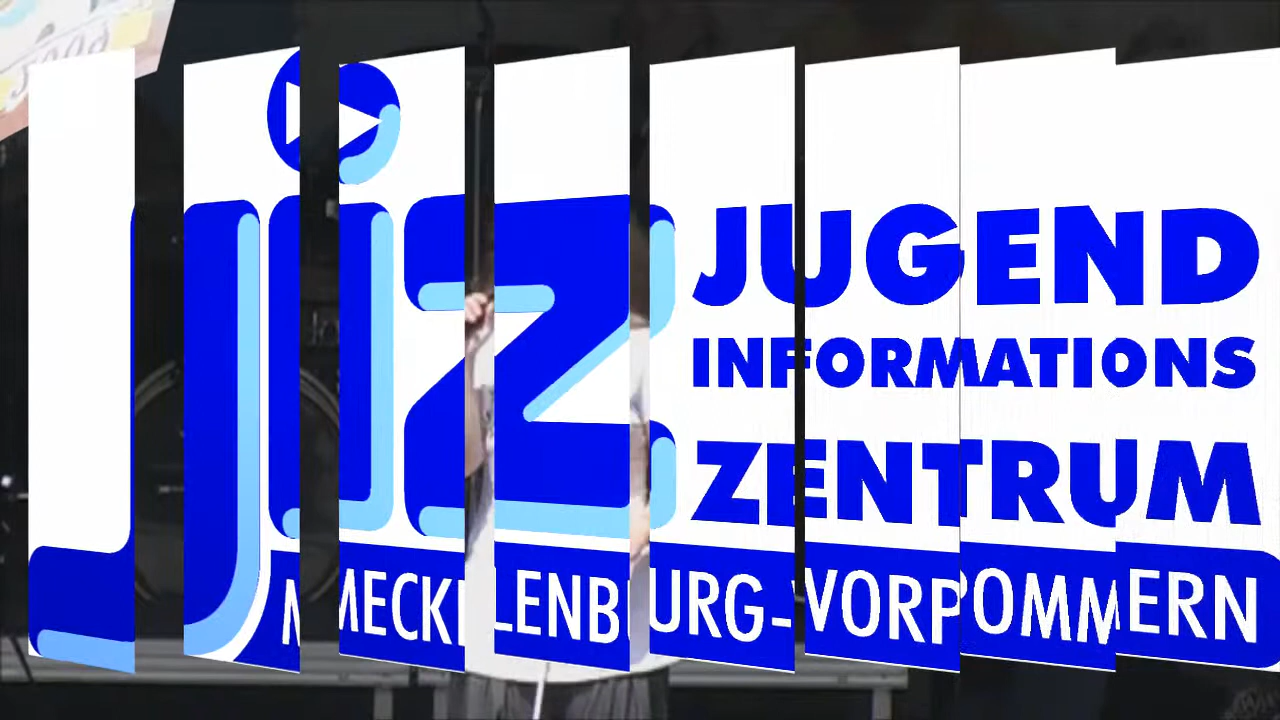 jiz
JUGEND
INFORMATIONS
ZENTRUM
MECKLENBURG-VORPOMMERN